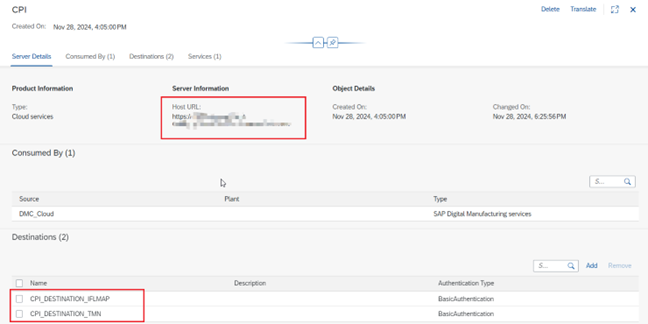 CPI
Delete Translate
Created On: Nov 28, 2024, 4:05:00 PM
Server Details Consumed By (1) Destinations (2) Services (1)
Product Information Server Information Object Details
Type: Host URL: Created On: Changed On:
Cloud services https:/ Nov 28, 2024, 4:05:00 PM Nov 28, 2024, 6:25:56 PM
Consumed By (1)
S...
Source Plant Type
DMC_Cloud SAP Digital Manufacturing services
Destinations (2)
S... Add Remove
Name Description Authentication Type
CPI_DESTINATION_IFLMAP BasicAuthentication
CPI_DESTINATION_TMN BasicAuthentication